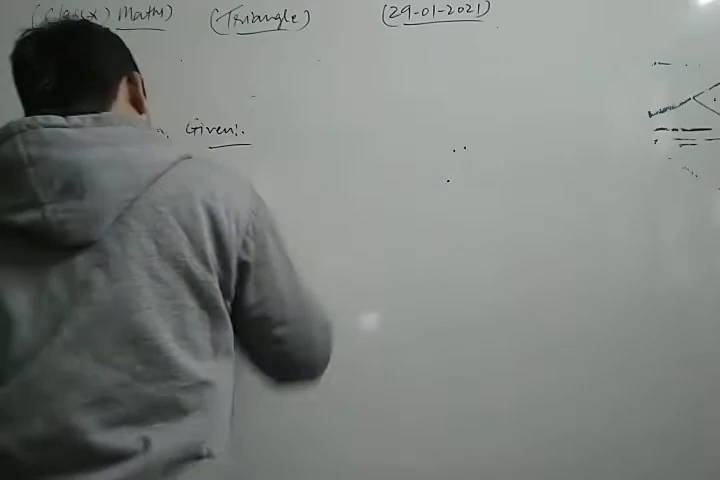 (Class X) Maths) (Triangle) (29-01-2021)
Given: